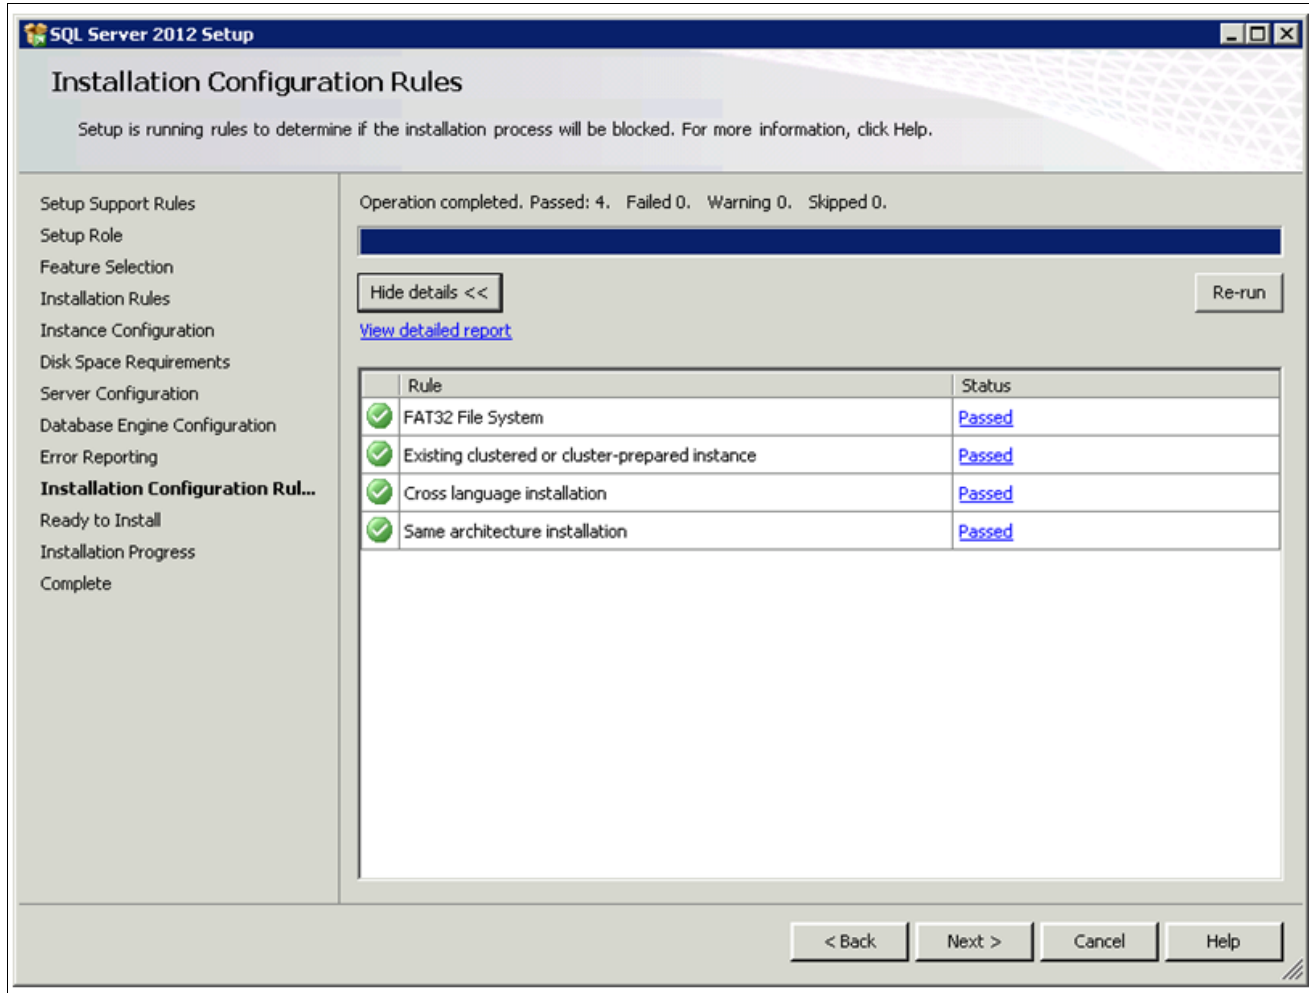 SQL Server 2012 Setup
Installation Configuration Rules
Setup is running rules to determine if the installation process will be blocked. For more information, click Help.
Setup Support Rules
Setup Role
Feature Selection
Installation Rules
Instance Configuration
Disk Space Requirements
Server Configuration
Database Engine Configuration
Error Reporting
Installation Configuration Rul...
Ready to Install
Installation Progress
Complete
Operation completed. Passed: 4. Failed 0. Warning 0. Skipped 0.
Hide details << Re-run
View detailed report
Rule Status
FAT32 File System Passed
Existing clustered or cluster-prepared instance Passed
Cross language installation Passed
Same architecture installation Passed
< Back Next > Cancel Help